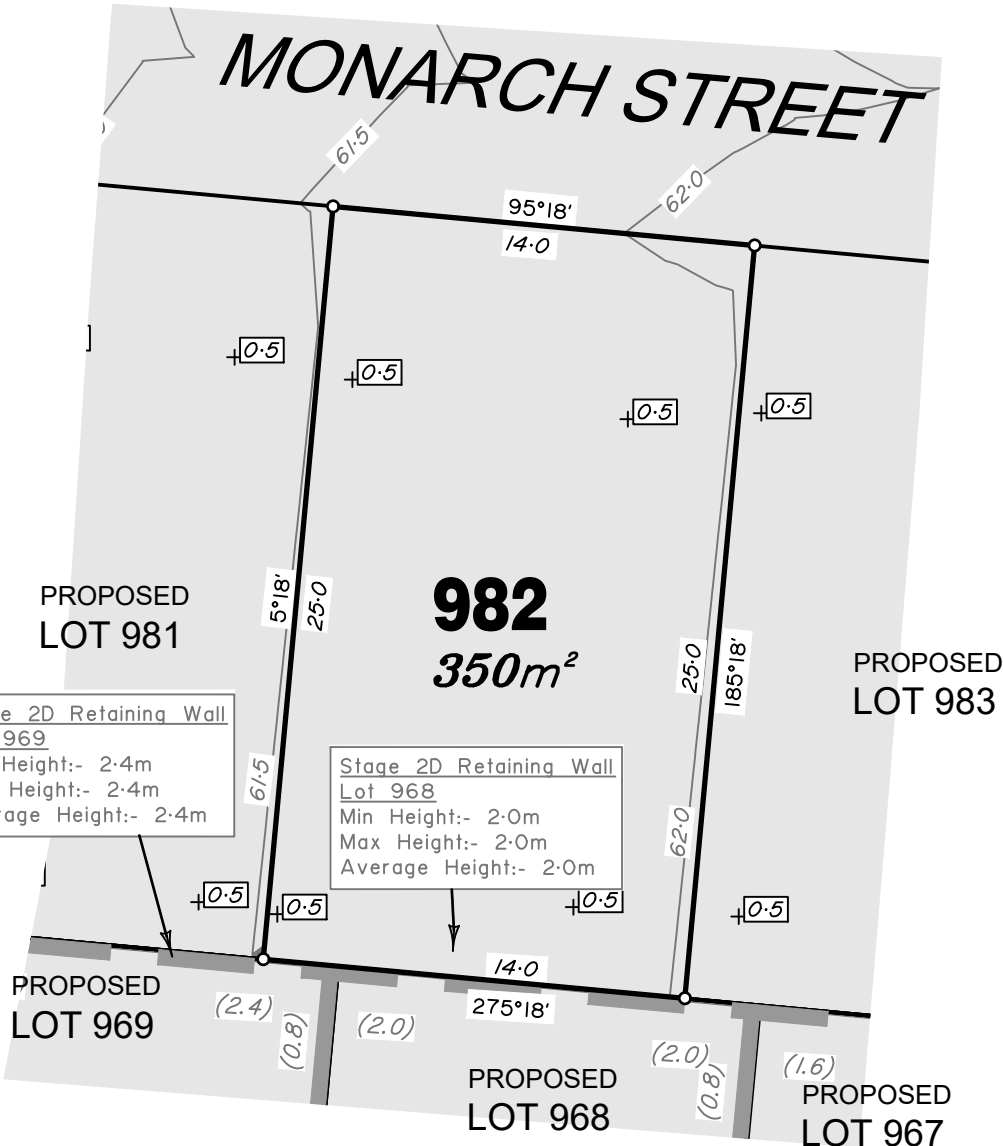 MONARCH STREET
61·5
62·0
95°18'
14·0
0·5
0·5
0·5
0·5
5°18'
25·0
982
350m²
25·0
185°18'
PROPOSED
LOT 981
PROPOSED
LOT 983
2D Retaining Wall
969
Height:- 2·4m
Height:- 2·4m
Height:- 2·4m
61·5
Stage 2D Retaining Wall
Lot 968
Min Height:- 2·0m
Max Height:- 2·0m
Average Height:- 2·0m
62·0
0·5
0·5
0·5
0·5
14·0
275°18'
PROPOSED
LOT 969
(2.4)
(0.8)
(2.0)
(2.0)
(0.8)
(1.6)
PROPOSED
LOT 968
PROPOSED
LOT 967